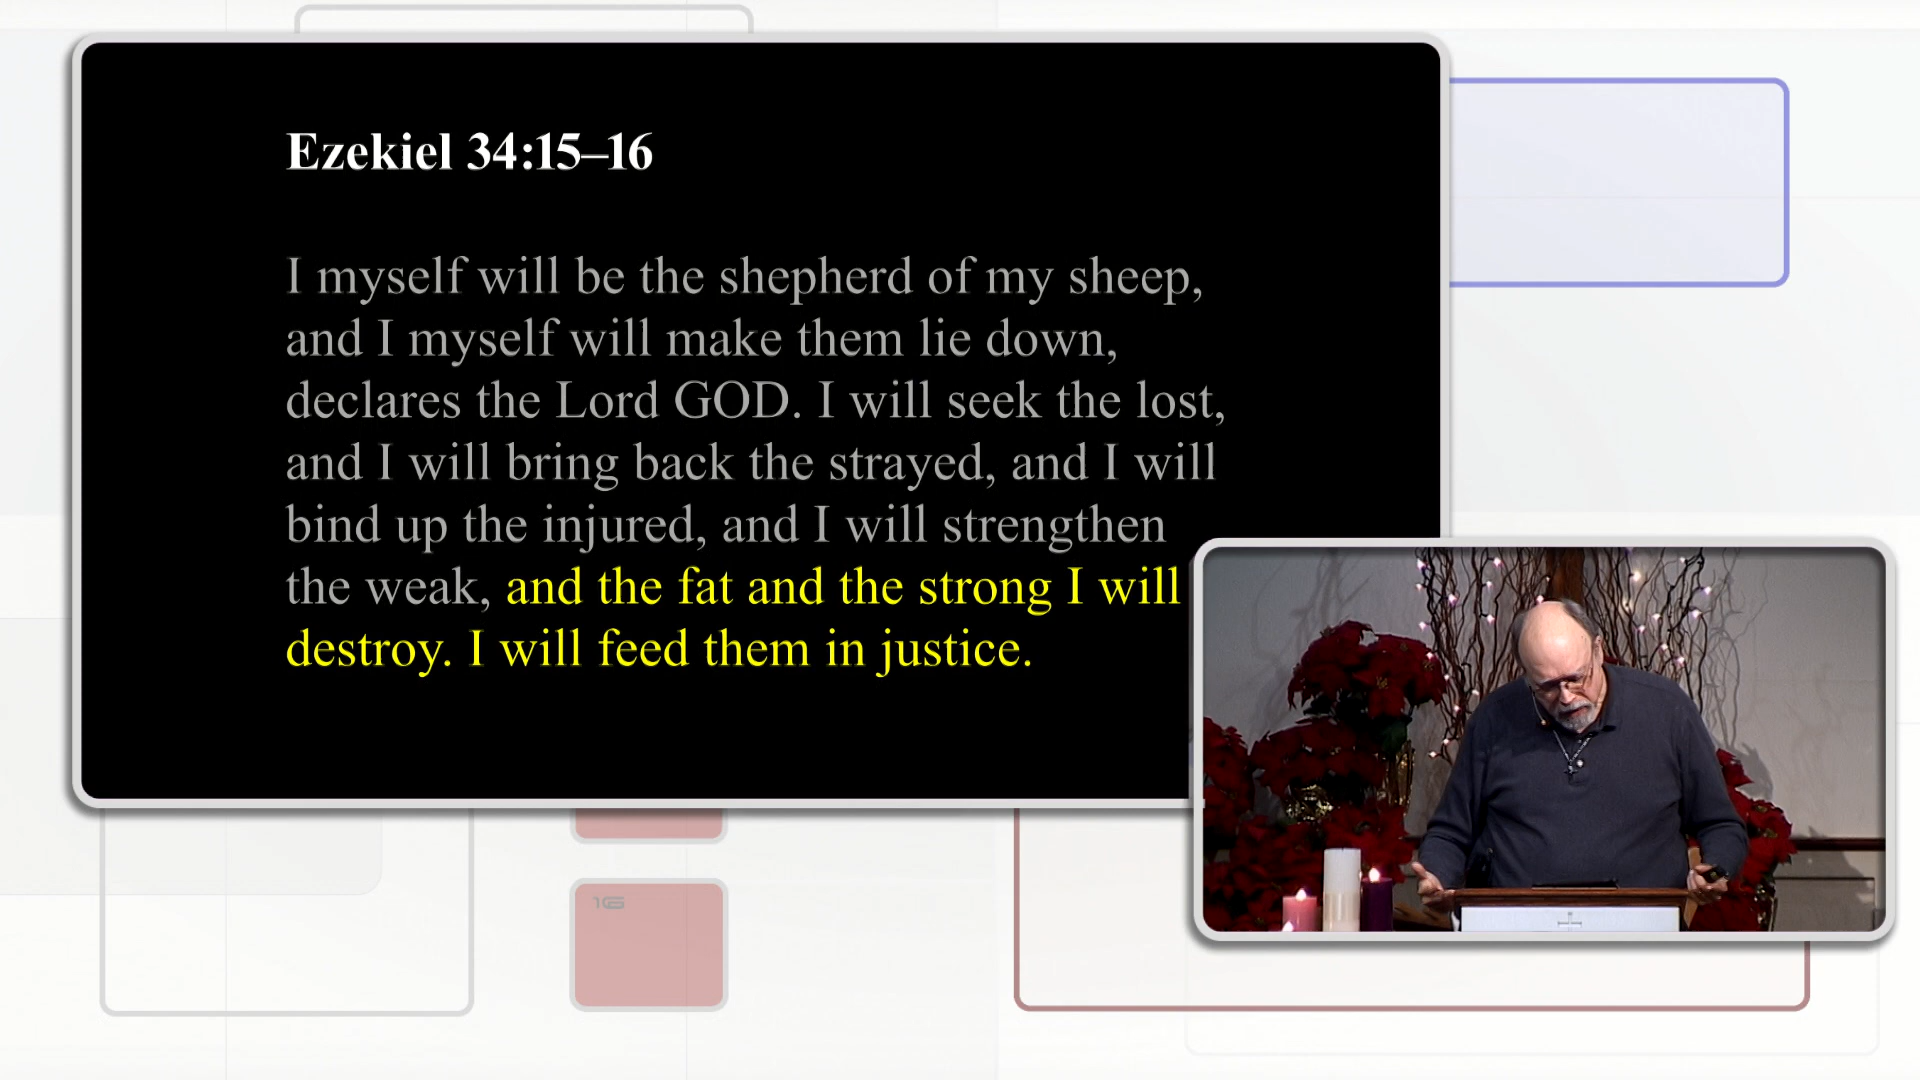 Ezekiel 34:15–16
I myself will be the shepherd of my sheep,
and I myself will make them lie down,
declares the Lord GOD. I will seek the lost,
and I will bring back the strayed, and I will
bind up the injured, and I will strengthen
the weak, and the fat and the strong I will
destroy. I will feed them in justice.
16